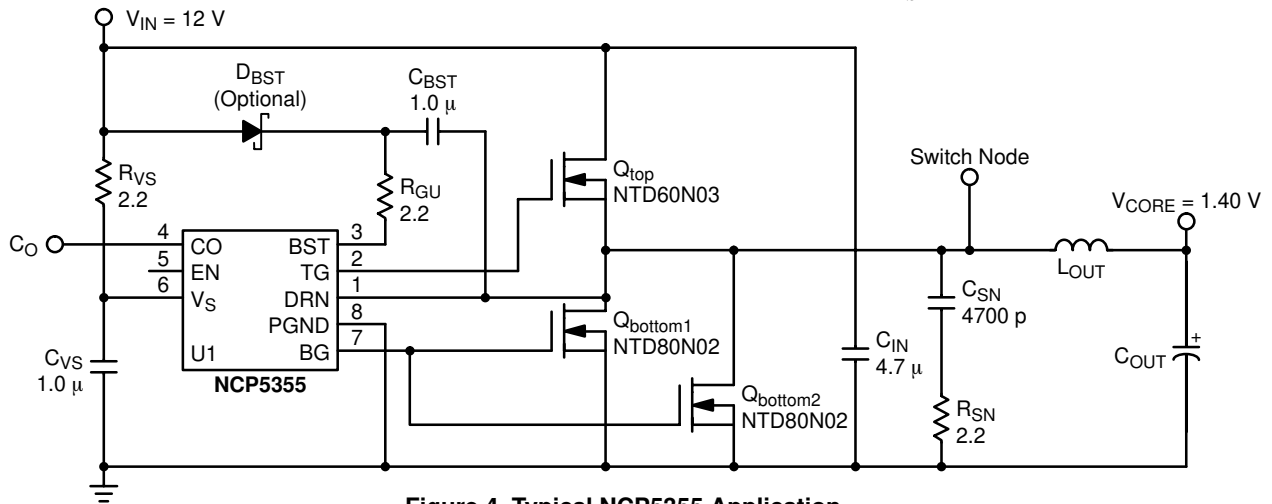 V_IN = 12 V
D_BST
(Optional)
C_BST
1.0 μ
R_VS
2.2
R_GU
2.2
Q_top
NTD60N03
Switch Node
V_CORE = 1.40 V
C_O
4
CO
5
EN
6
V_S
BST
3
TG
2
DRN
1
PGND
8
BG
7
U1
NCP5355
C_VS
1.0 μ
Q_bottom1
NTD80N02
Q_bottom2
NTD80N02
C_IN
4.7 μ
L_OUT
C_SN
4700 p
R_SN
2.2
C_OUT
+
Figure 4. Typical NCP5355 Application